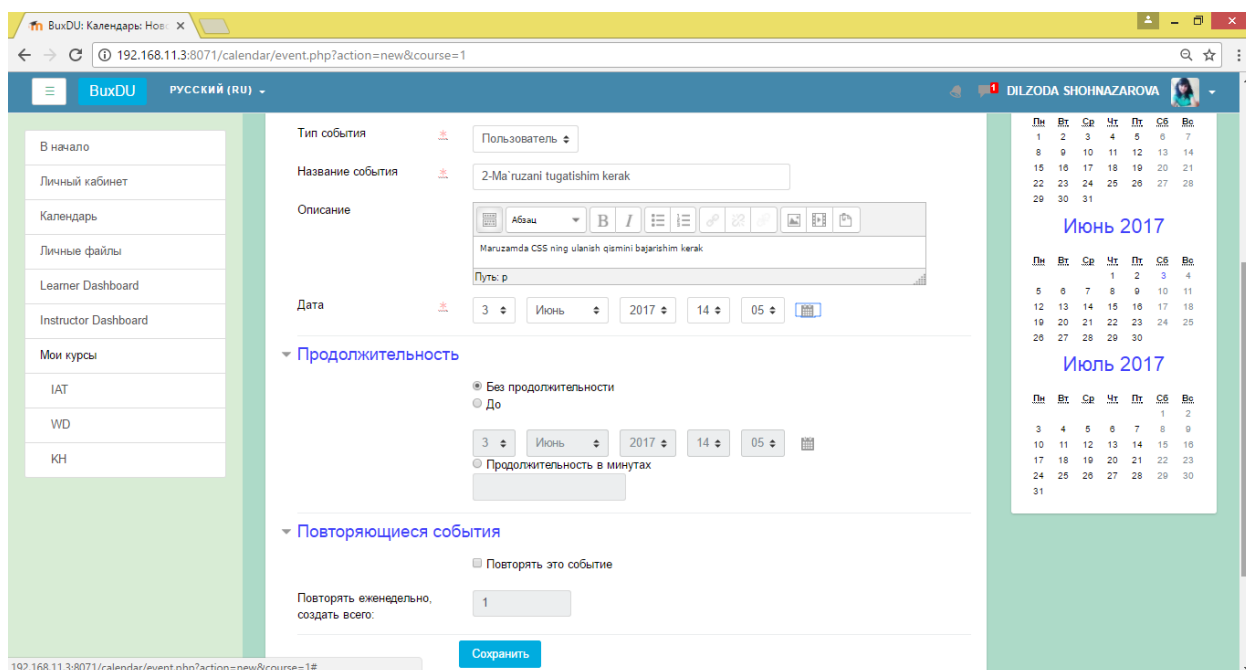 BuxDU: Календарь: Нов
192.168.11.3:8071/calendar/event.php?action=new&course=1
BuxDU РУССКИЙ (RU) 1 DILZODA SHOHNAZAROVA
В начало
Личный кабинет
Календарь
Личные файлы
Learner Dashboard
Instructor Dashboard
Мои курсы
IAT
WD
KH
Тип события Пользователь
Название события 2-Ma`ruzani tugatishim kerak
Описание Абзац B I
Maruzamda CSS ning ulanish qismini bajarishim kerak
Путь: p
Дата 3 Июнь 2017 14 05
Продолжительность
Без продолжительности
До
3 Июнь 2017 14 05
Продолжительность в минутах
Повторяющиеся события
Повторять это событие
Повторять еженедельно,
создать всего: 1
Сохранить
Пн Вт Ср Чт Пт Сб Вс
1 2 3 4 5 6 7
8 9 10 11 12 13 14
15 16 17 18 19 20 21
22 23 24 25 26 27 28
29 30 31
Июнь 2017
Пн Вт Ср Чт Пт Сб Вс
1 2 3 4
5 6 7 8 9 10 11
12 13 14 15 16 17 18
19 20 21 22 23 24 25
26 27 28 29 30
Июль 2017
Пн Вт Ср Чт Пт Сб Вс
1 2
3 4 5 6 7 8 9
10 11 12 13 14 15 16
17 18 19 20 21 22 23
24 25 26 27 28 29 30
31
192.168.11.3:8071/calendar/event.php?action=new&course=1#